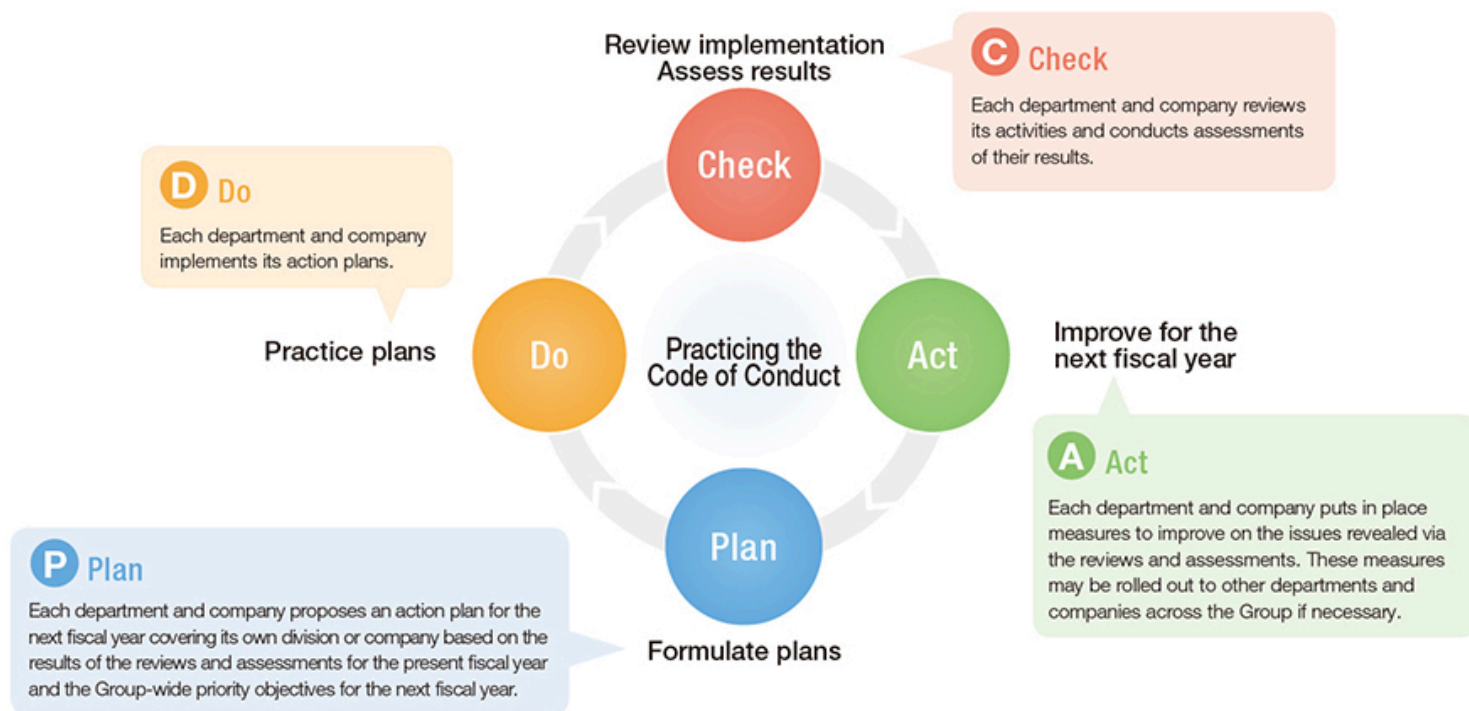 Review implementation
Assess results
C Check
Each department and company reviews
its activities and conducts assessments
of their results.
Check
D Do
Each department and company
implements its action plans.
Practice plans
Do
Practicing the
Code of Conduct
Act
Improve for the
next fiscal year
A Act
Each department and company puts in place
measures to improve on the issues revealed via
the reviews and assessments. These measures
may be rolled out to other departments and
companies across the Group if necessary.
Plan
Formulate plans
P Plan
Each department and company proposes an action plan for the
next fiscal year covering its own division or company based on the
results of the reviews and assessments for the present fiscal year
and the Group-wide priority objectives for the next fiscal year.